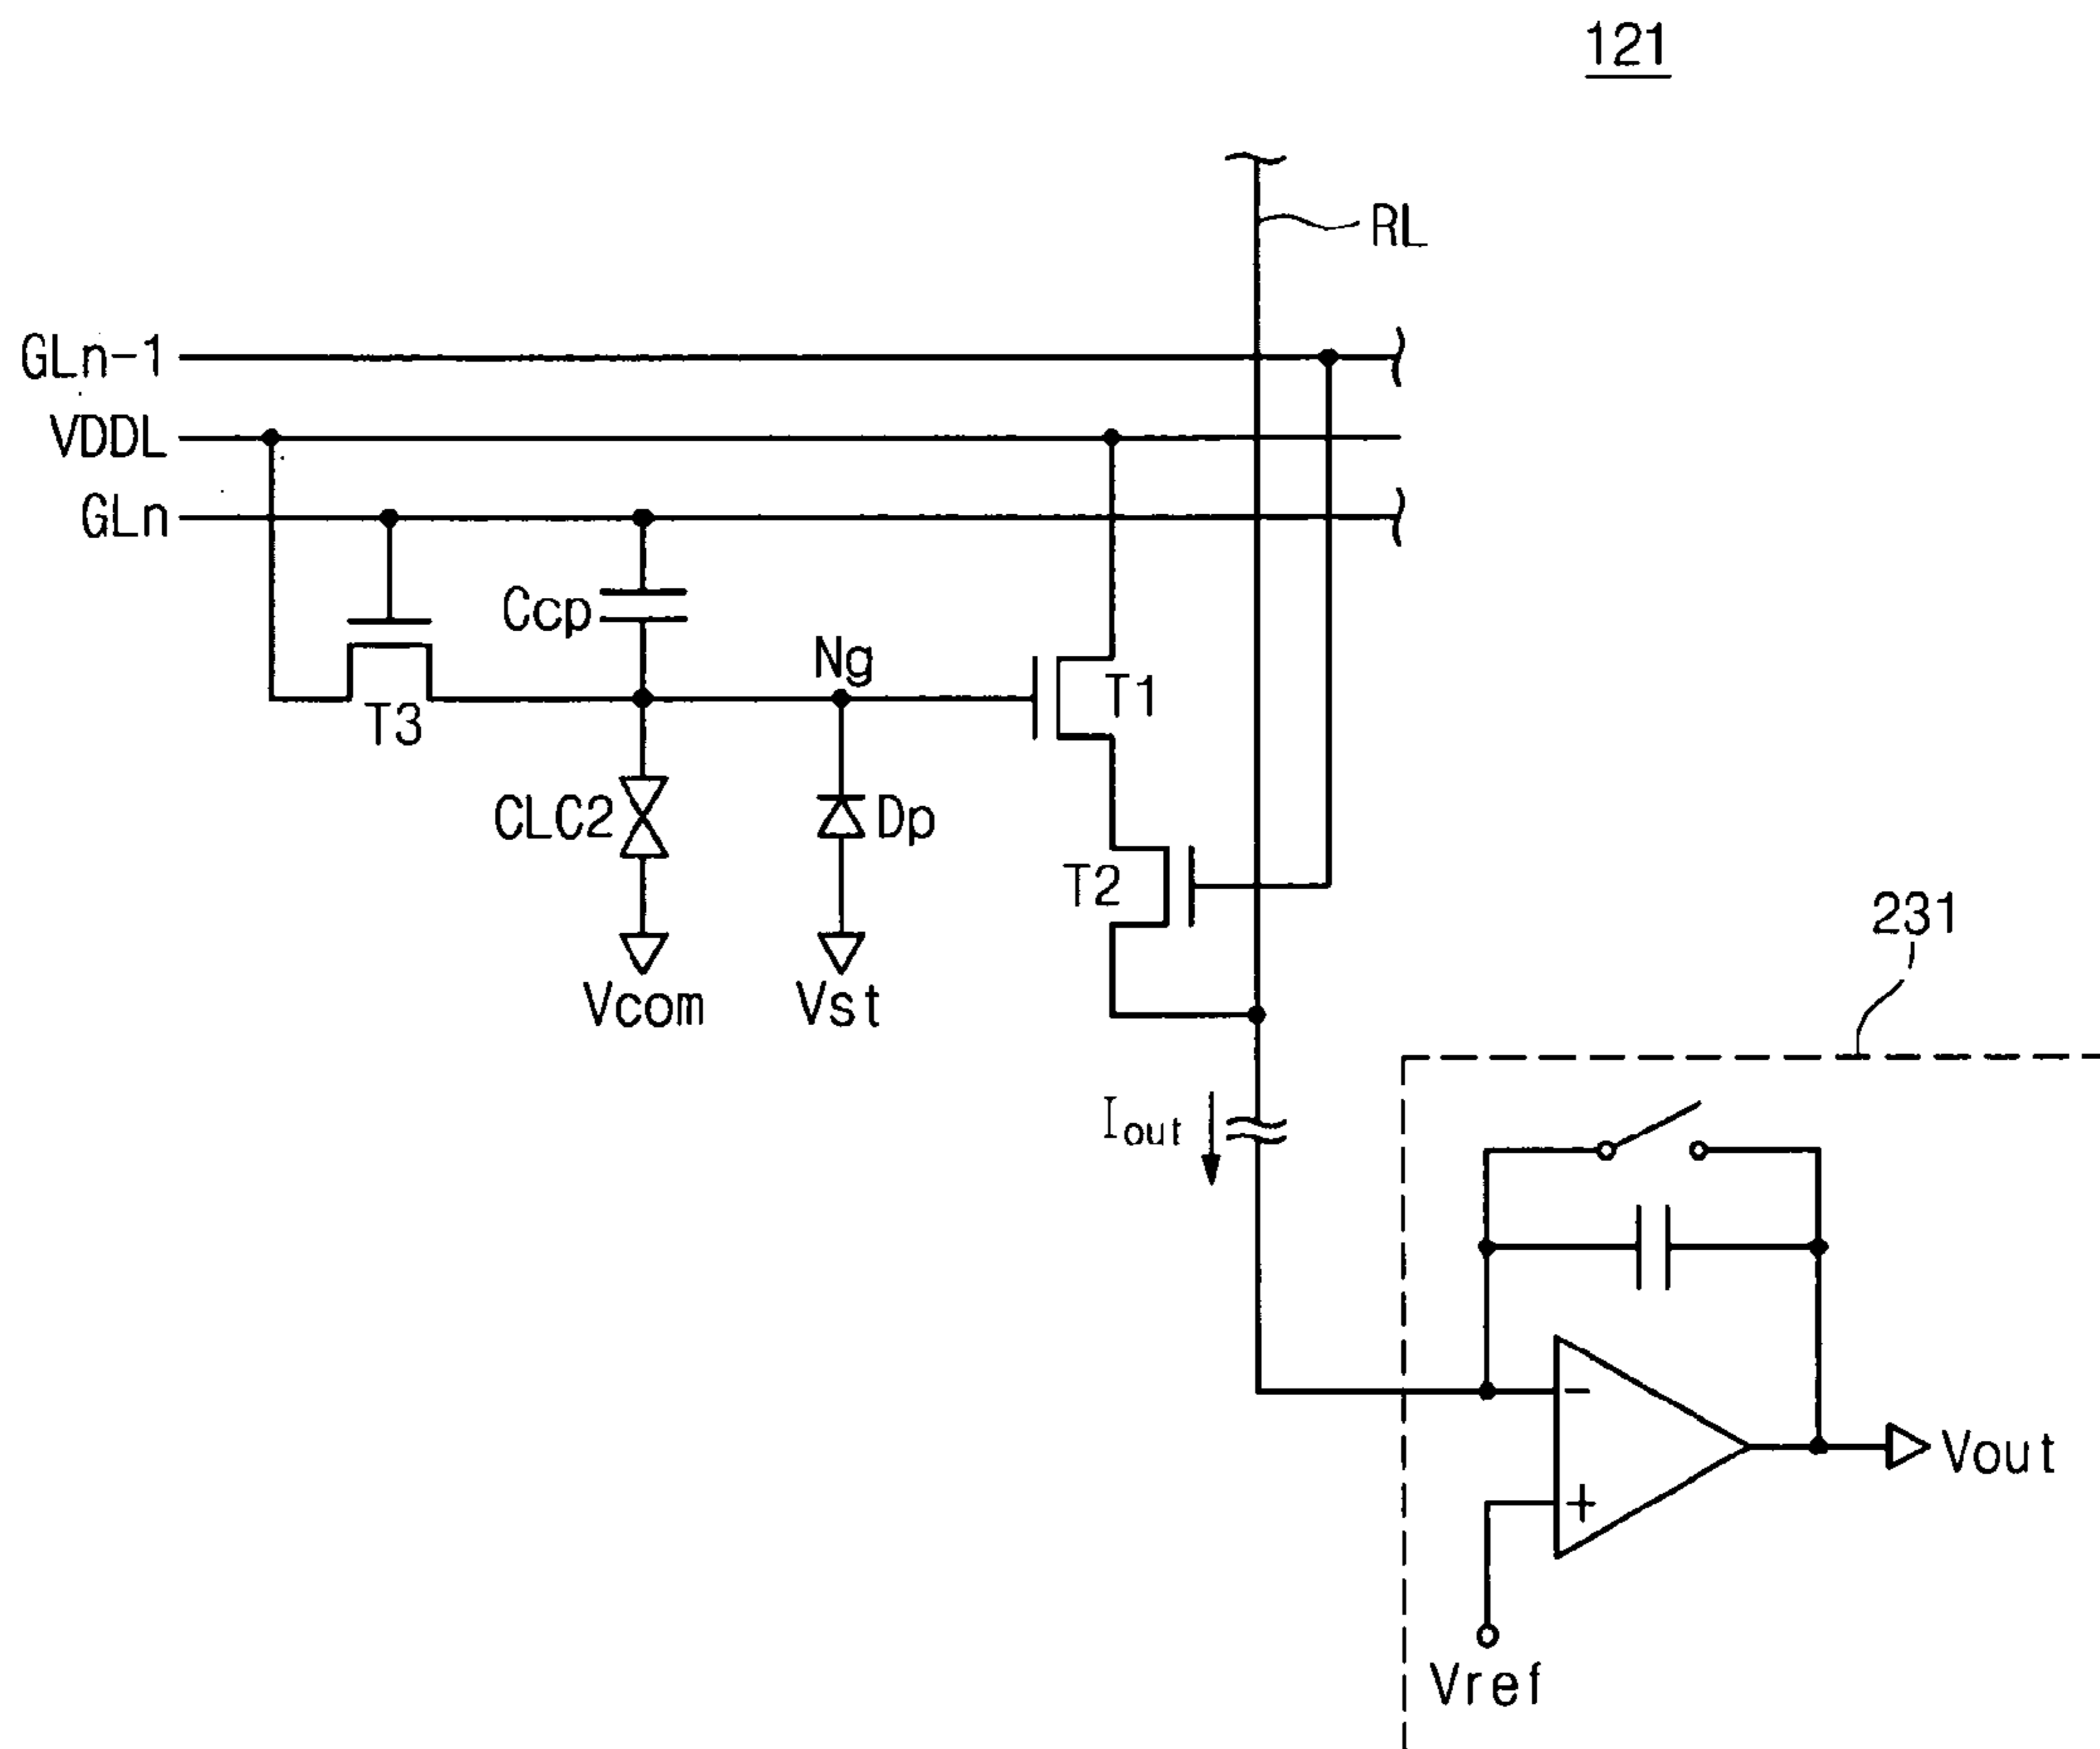 121
RL
GLn-1
VDDL
GLn
Ccp
Ng
T1
T3
CLC2
Dp
T2
231
Vcom
Vst
Iout
-
Vout
+
Vref